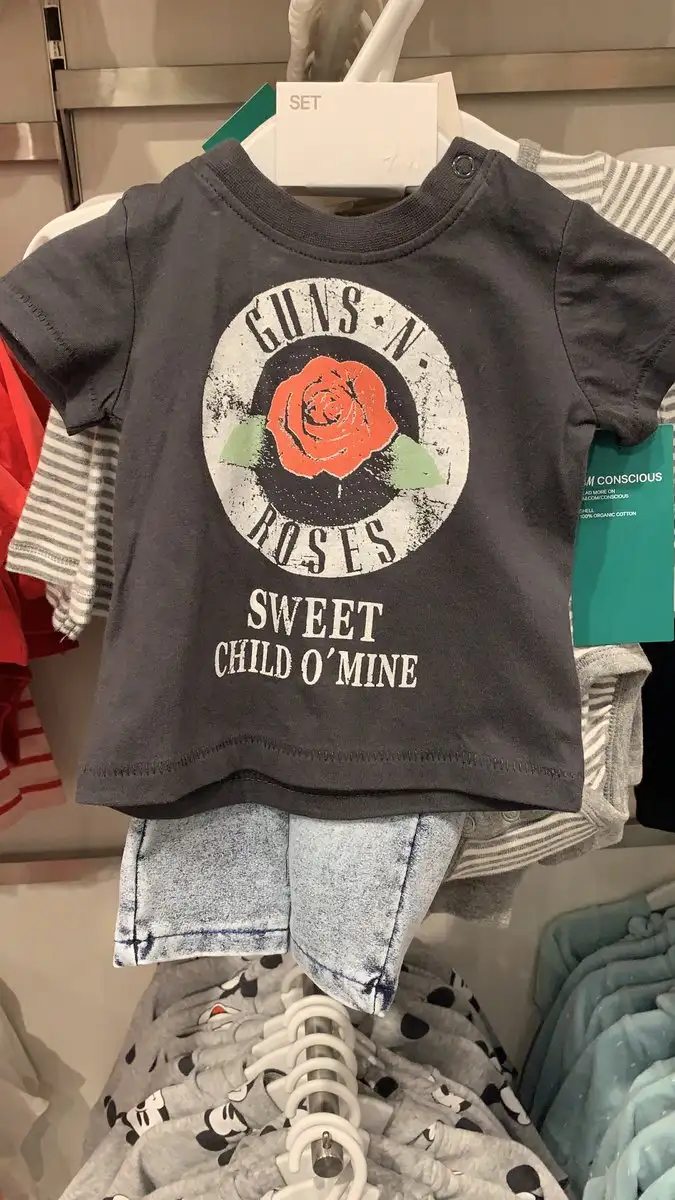 SET
GUNS · N ·
ROSES
SWEET
CHILD O´MINE
CONSCIOUS
100% ORGANIC COTTON